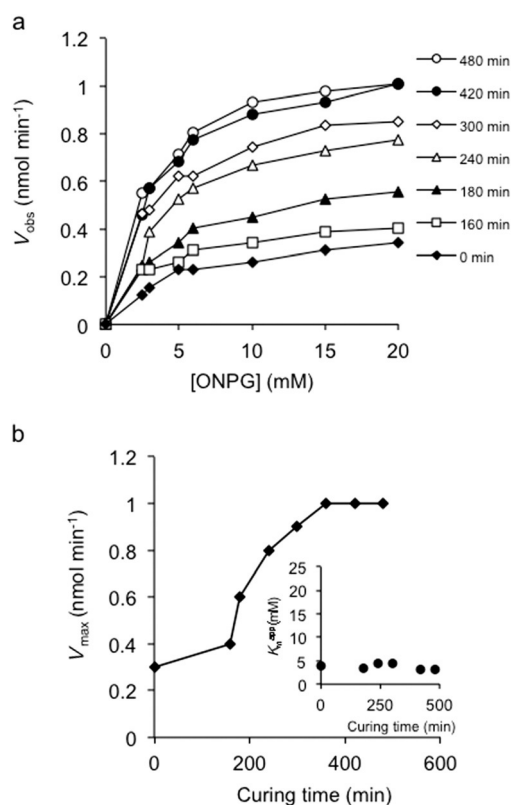 a
1.2
1
0.8
0.6
0.4
0.2
0
V_obs (nmol min⁻¹)
0 5 10 15 20
[ONPG] (mM)
480 min
420 min
300 min
240 min
180 min
160 min
0 min
b
1.2
1
0.8
0.6
0.4
0.2
0
V_max (nmol min⁻¹)
0 200 400 600
Curing time (min)
25
20
15
10
5
0
K_m^app (mM)
0 250 500
Curing time (min)